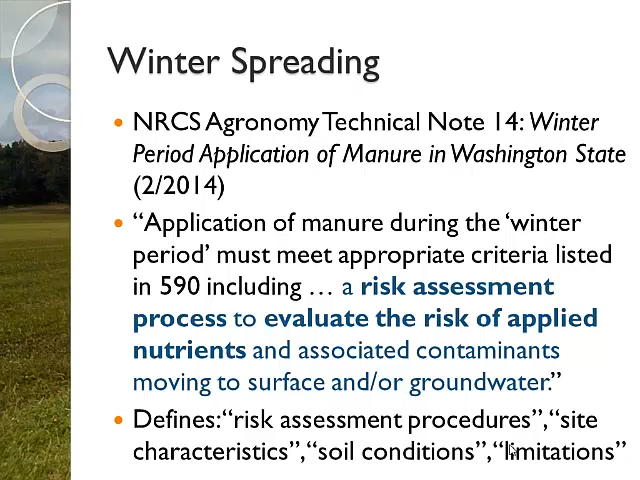 Winter Spreading
NRCS Agronomy Technical Note 14: Winter
Period Application of Manure in Washington State
(2/2014)
“Application of manure during the ‘winter
period’ must meet appropriate criteria listed
in 590 including … a risk assessment
process to evaluate the risk of applied
nutrients and associated contaminants
moving to surface and/or groundwater.”
Defines: “risk assessment procedures”, “site
characteristics”, “soil conditions”, “limitations”